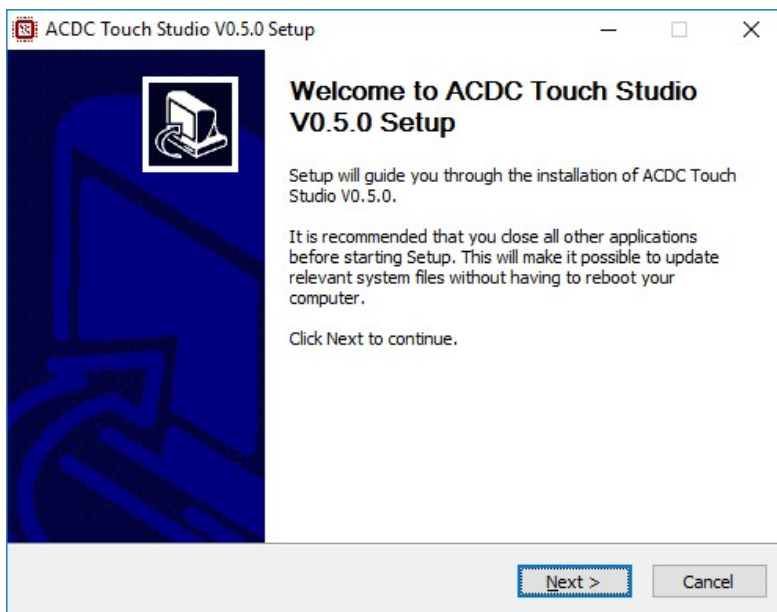 ACDC Touch Studio V0.5.0 Setup
Welcome to ACDC Touch Studio
V0.5.0 Setup
Setup will guide you through the installation of ACDC Touch
Studio V0.5.0.
It is recommended that you close all other applications
before starting Setup. This will make it possible to update
relevant system files without having to reboot your
computer.
Click Next to continue.
Next >
Cancel